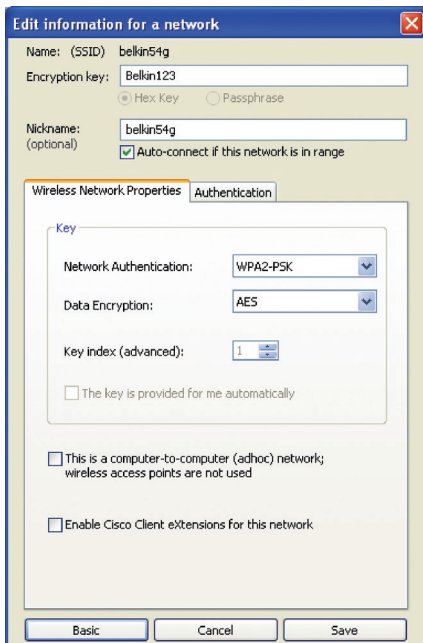 Edit information for a network
Name: (SSID) belkin54g
Encryption key: Belkin123
Hex Key Passphrase
Nickname: belkin54g
(optional)
Auto-connect if this network is in range
Wireless Network Properties Authentication
Key
Network Authentication: WPA2-PSK
Data Encryption: AES
Key index (advanced): 1
The key is provided for me automatically
This is a computer-to-computer (adhoc) network;
wireless access points are not used
Enable Cisco Client eXtensions for this network
Basic Cancel Save